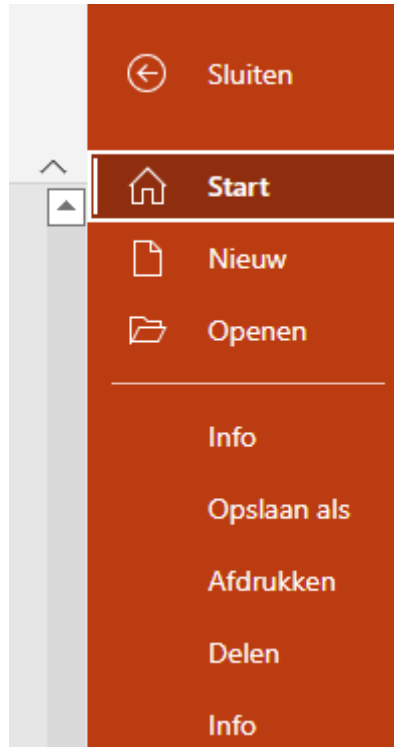 Sluiten
Start
Nieuw
Openen
Info
Opslaan als
Afdrukken
Delen
Info